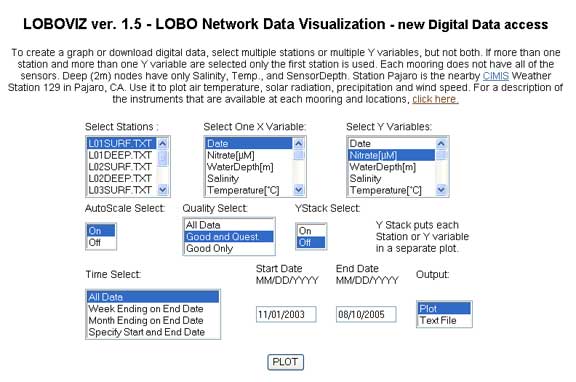 LOBOVIZ ver. 1.5 - LOBO Network Data Visualization - new Digital Data access
To create a graph or download digital data, select multiple stations or multiple Y variables, but not both. If more than one
station and more than one Y variable are selected only the first station is used. Each mooring does not have all of the
sensors. Deep (2m) nodes have only Salinity, Temp., and SensorDepth. Station Pajaro is the nearby CIMIS Weather
Station 129 in Pajaro, CA. Use it to plot air temperature, solar radiation, precipitation and wind speed. For a description of
the instruments that are available at each mooring and locations, click here.
Select Stations :
L01SURF.TXT
L01DEEP.TXT
L02SURF.TXT
L02DEEP.TXT
L03SURF.TXT
Select One X Variable:
Date
Nitrate[µM]
WaterDepth[m]
Salinity
Temperature[°C]
Select Y Variables:
Date
Nitrate[µM]
WaterDepth[m]
Salinity
Temperature[°C]
AutoScale Select:
On
Off
Quality Select:
All Data
Good and Quest.
Good Only
YStack Select:
On
Off
Y Stack puts each
Station or Y variable
in a separate plot.
Time Select:
All Data
Week Ending on End Date
Month Ending on End Date
Specify Start and End Date
Start Date
MM/DD/YYYY
11/01/2003
End Date
MM/DD/YYYY
08/10/2005
Output:
Plot
Text File
PLOT